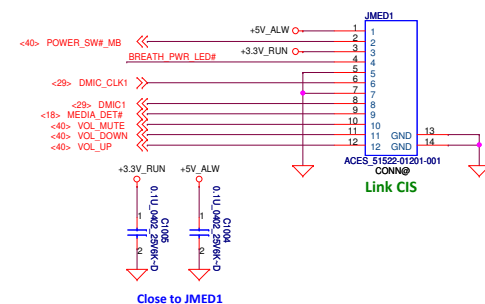 JMED1
+5V_ALW 1 1
<40> POWER_SW#_MB 2 2
+3.3V_RUN 3 3
BREATH_PWR_LED# 4 4
5 5
<29> DMIC_CLK1 6 6
7 7
<29> DMIC1 8 8
<18> MEDIA_DET# 9 9
<40> VOL_MUTE 10 10
<40> VOL_DOWN 11 11 GND 13
<40> VOL_UP 12 12 GND 14
ACES_51522-01201-001
CONN@
Link CIS
+3.3V_RUN +5V_ALW
1 2
0.1U_0402_25V6K~D
C1005
1 2
0.1U_0402_25V6K~D
C1004
Close to JMED1